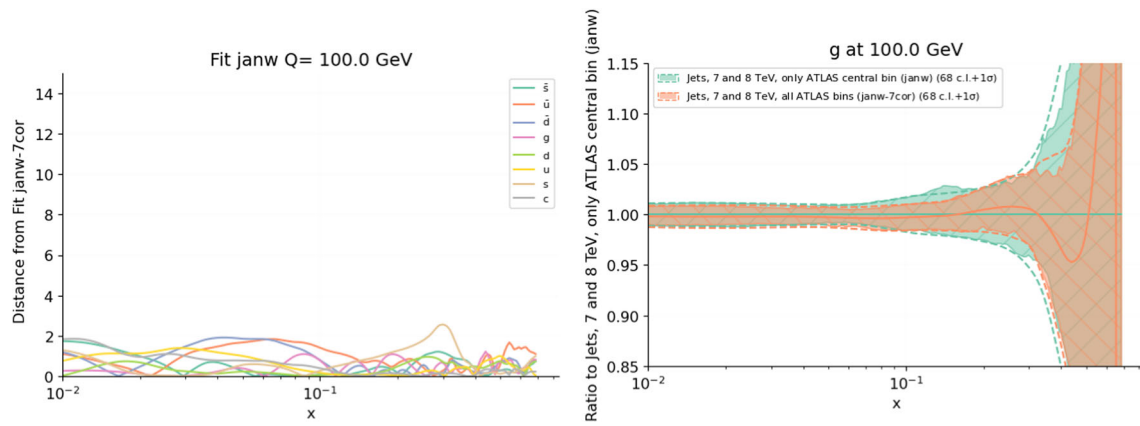 Fit janw Q= 100.0 GeV
Distance from Fit janw-7cor
14
12
10
8
6
4
2
0
s̄
ū
d̄
g
d
u
s
c
10⁻²
10⁻¹
x
g at 100.0 GeV
Ratio to Jets, 7 and 8 TeV, only ATLAS central bin (janw)
1.15
1.10
1.05
1.00
0.95
0.90
0.85
Jets, 7 and 8 TeV, only ATLAS central bin (janw) (68 c.l.+1σ)
Jets, 7 and 8 TeV, all ATLAS bins (janw-7cor) (68 c.l.+1σ)
10⁻²
10⁻¹
x